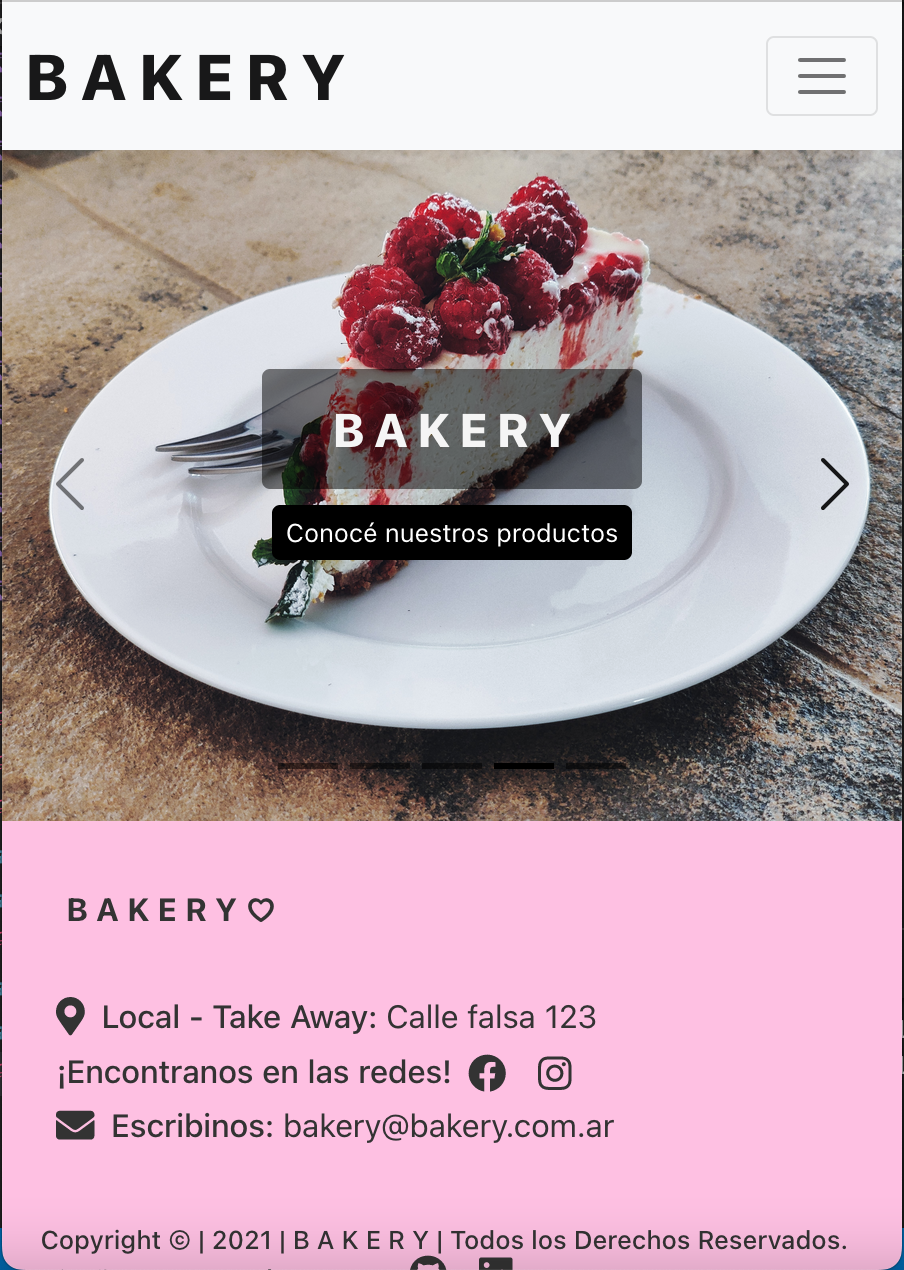 BAKERY
BAKERY
Conocé nuestros productos
BAKERY♡
Local - Take Away: Calle falsa 123
¡Encontranos en las redes!
Escribinos: bakery@bakery.com.ar
Copyright © | 2021 | B A K E R Y | Todos los Derechos Reservados.